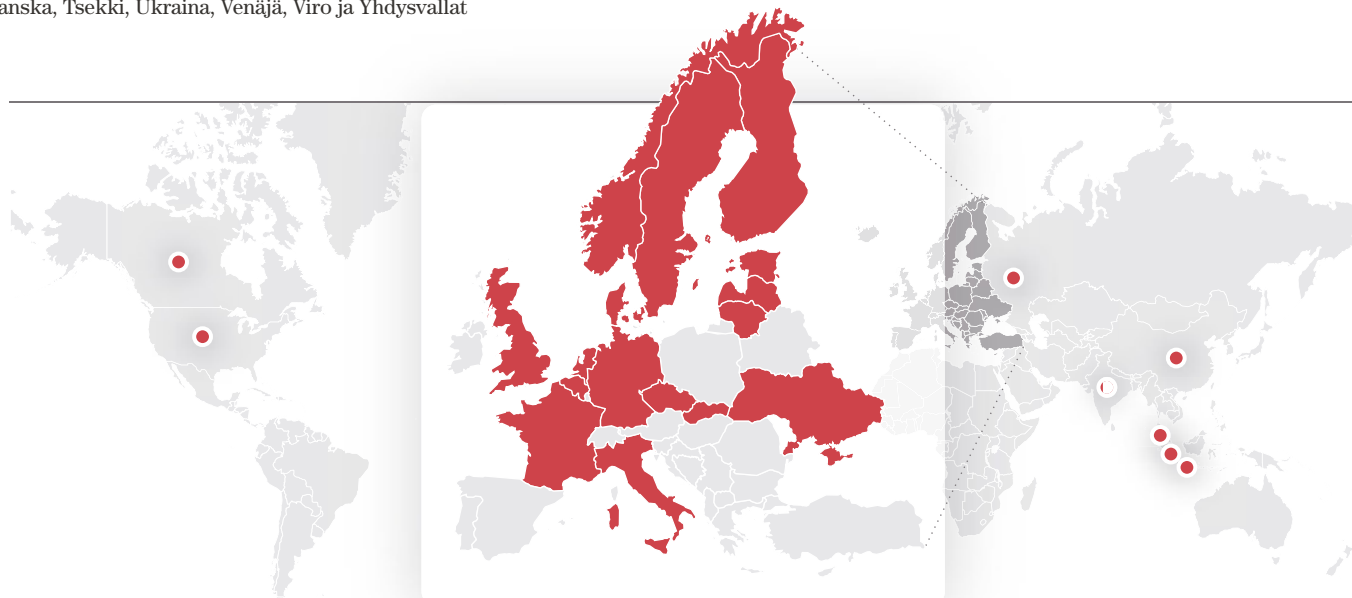 anska, Tsekki, Ukraina, Venäjä, Viro ja Yhdysvallat